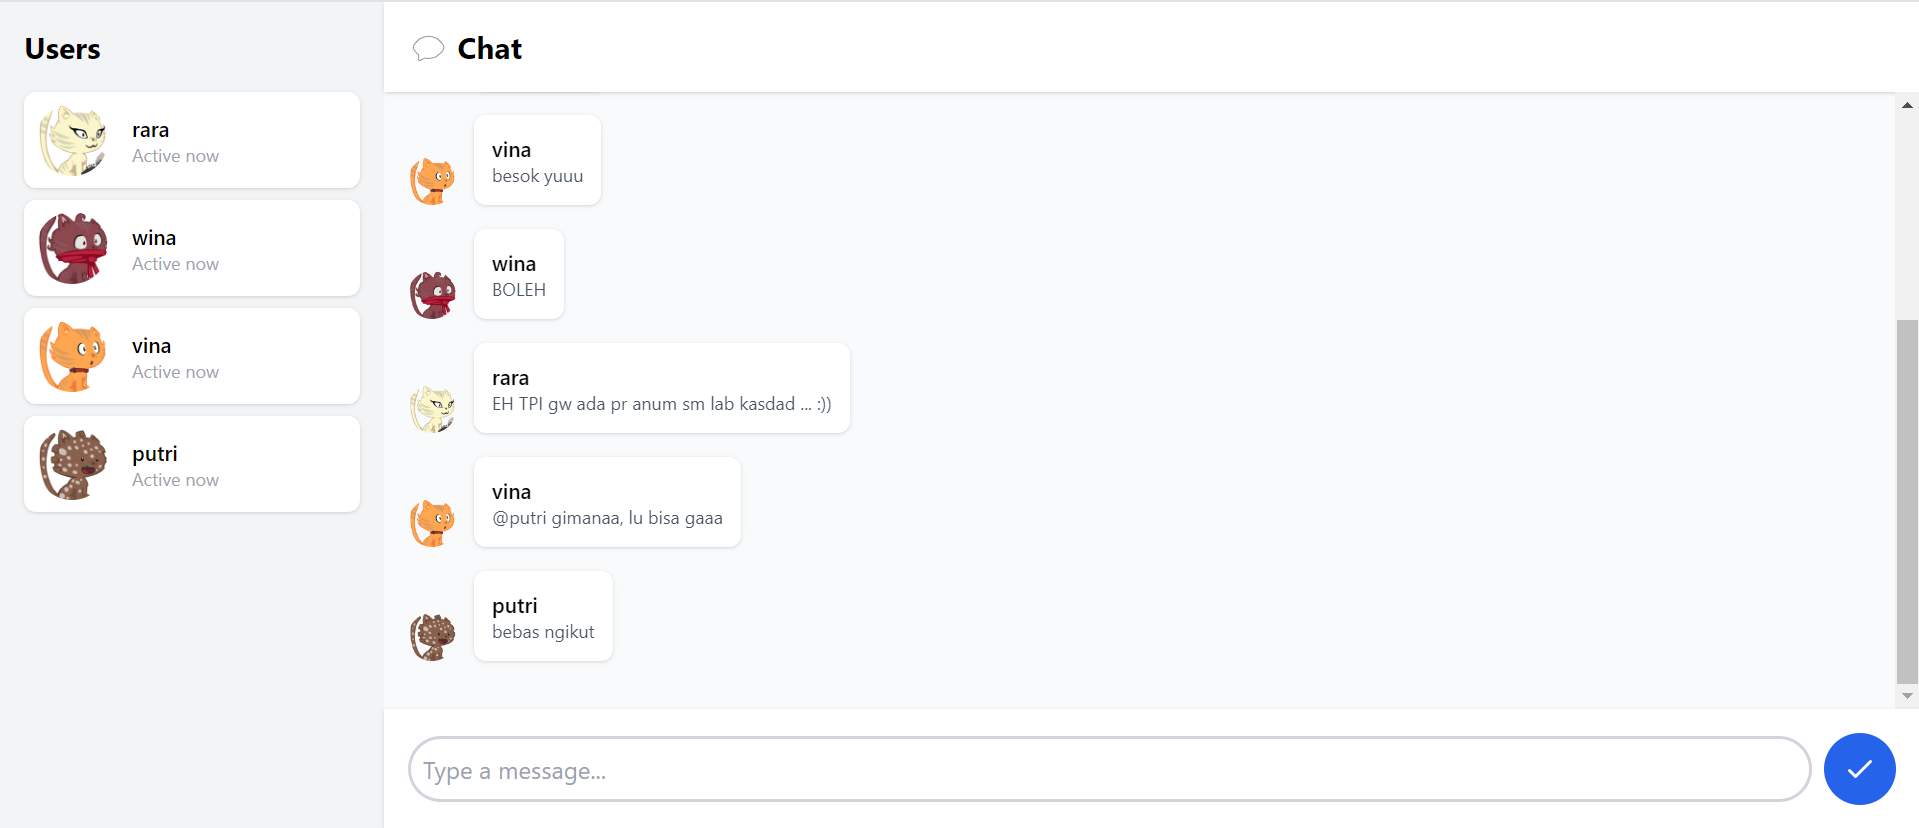 Users
rara
Active now
wina
Active now
vina
Active now
putri
Active now
Chat
vina
besok yuuu
wina
BOLEH
rara
EH TPI gw ada pr anum sm lab kasdad ... :))
vina
@putri gimanaa, lu bisa gaaa
putri
bebas ngikut
Type a message...